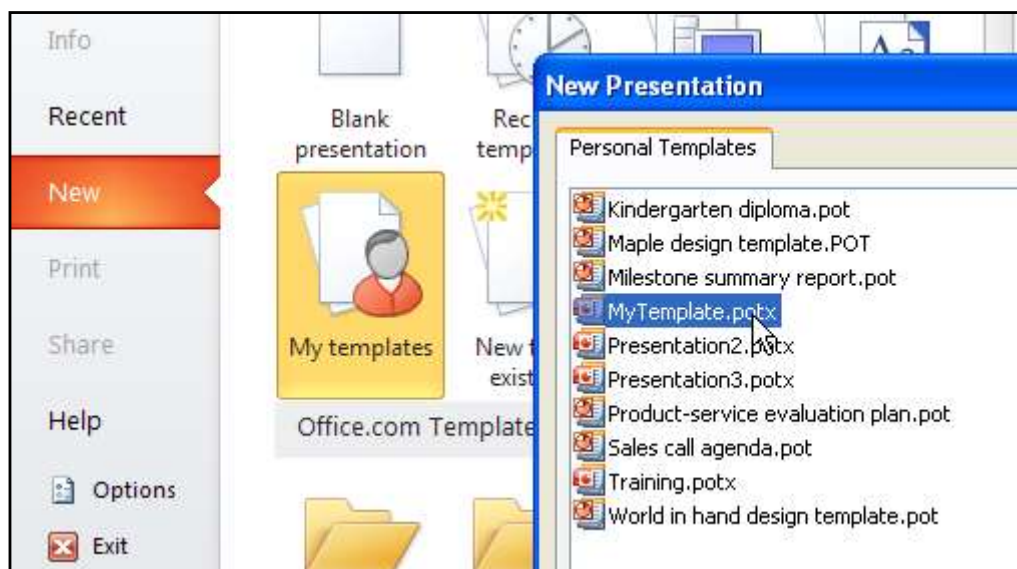 Info
Recent
New
Print
Share
Help
Options
Exit
Blank
presentation
My templates
New
Office.com
New Presentation
Personal Templates
Kindergarten diploma.pot
Maple design template.POT
Milestone summary report.pot
MyTemplate.potx
Presentation2.potx
Presentation3.potx
Product-service evaluation plan.pot
Sales call agenda.pot
Training.potx
World in hand design template.pot